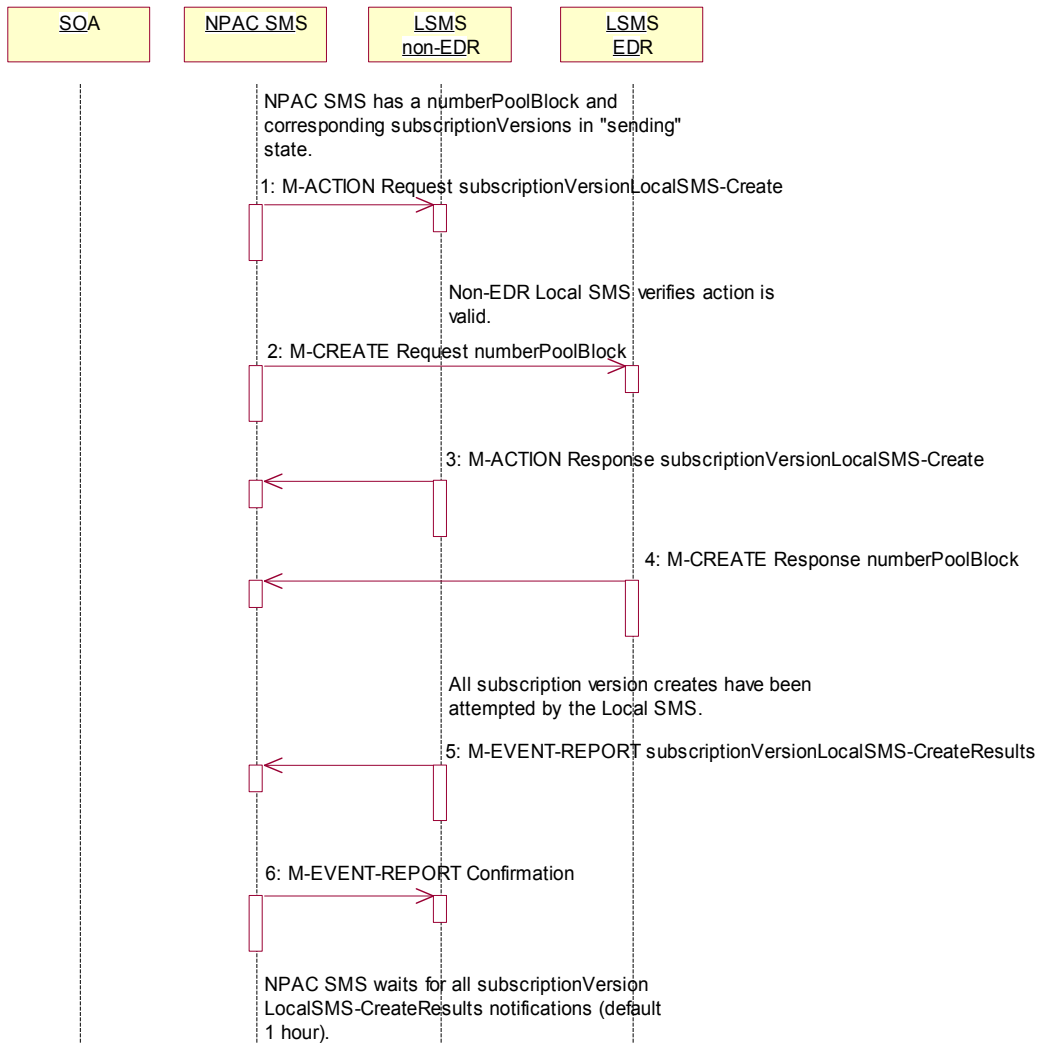 SOA
NPAC SMS
LSMS
non-EDR
LSMS
EDR
NPAC SMS has a numberPoolBlock and
corresponding subscriptionVersions in "sending"
state.
1: M-ACTION Request subscriptionVersionLocalSMS-Create
Non-EDR Local SMS verifies action is
valid.
2: M-CREATE Request numberPoolBlock
3: M-ACTION Response subscriptionVersionLocalSMS-Create
4: M-CREATE Response numberPoolBlock
All subscription version creates have been
attempted by the Local SMS.
5: M-EVENT-REPORT subscriptionVersionLocalSMS-CreateResults
6: M-EVENT-REPORT Confirmation
NPAC SMS waits for all subscriptionVersion
LocalSMS-CreateResults notifications (default
1 hour).